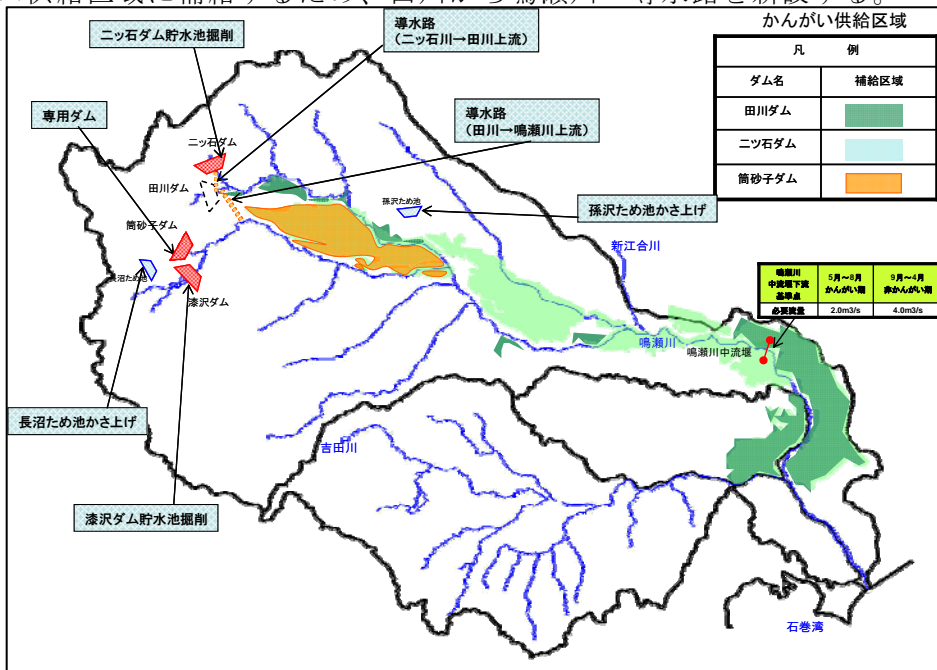 かんがい供給区域
凡 例
ダム名 補給区域
田川ダム
二ツ石ダム
筒砂子ダム
二ッ石ダム貯水池掘削
導水路
(二ッ石川→田川上流)
専用ダム
導水路
(田川→鳴瀬川上流)
二ッ石ダム
田川ダム
孫沢ため池
孫沢ため池かさ上げ
筒砂子ダム
新江合川
長沼ため池
漆沢ダム
鳴瀬川
中流堰下流
基準点
5月~8月
かんがい期
9月~4月
非かんがい期
必要流量 2.0m3/s 4.0m3/s
鳴瀬川
鳴瀬川中流堰
長沼ため池かさ上げ
吉田川
漆沢ダム貯水池掘削
石巻湾